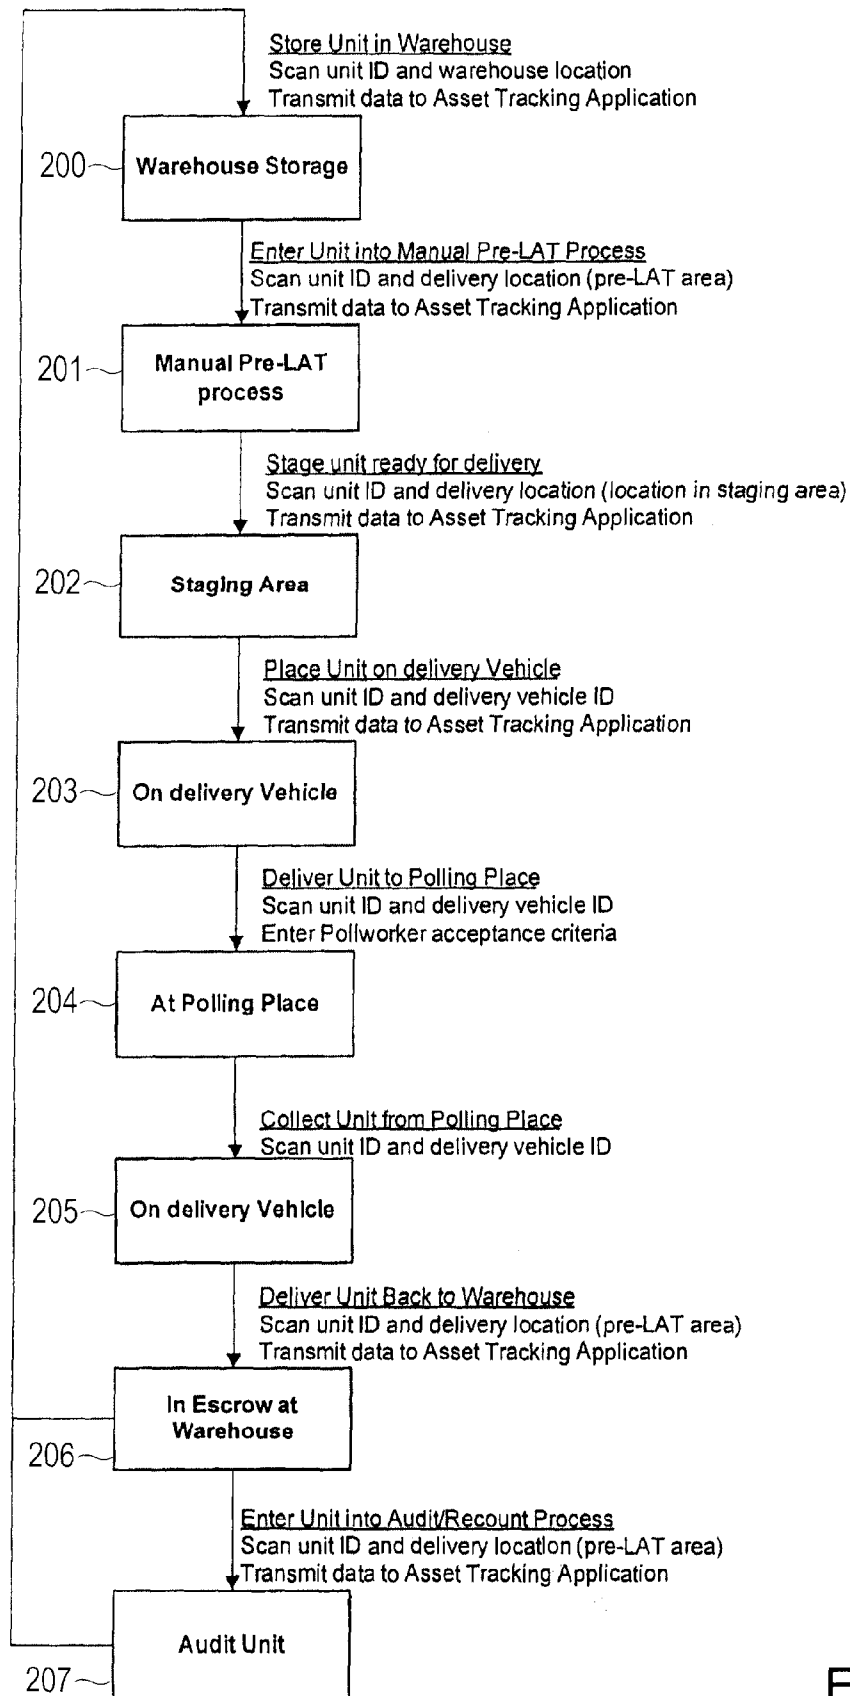 Store Unit in Warehouse
Scan unit ID and warehouse location
Transmit data to Asset Tracking Application
200
Warehouse Storage
Enter Unit into Manual Pre-LAT Process
Scan unit ID and delivery location (pre-LAT area)
Transmit data to Asset Tracking Application
201
Manual Pre-LAT
process
Stage unit ready for delivery
Scan unit ID and delivery location (location in staging area)
Transmit data to Asset Tracking Application
202
Staging Area
Place Unit on delivery Vehicle
Scan unit ID and delivery vehicle ID
Transmit data to Asset Tracking Application
203
On delivery Vehicle
Deliver Unit to Polling Place
Scan unit ID and delivery vehicle ID
Enter Pollworker acceptance criteria
204
At Polling Place
Collect Unit from Polling Place
Scan unit ID and delivery vehicle ID
205
On delivery Vehicle
Deliver Unit Back to Warehouse
Scan unit ID and delivery location (pre-LAT area)
Transmit data to Asset Tracking Application
In Escrow at
Warehouse
206
Enter Unit into Audit/Recount Process
Scan unit ID and delivery location (pre-LAT area)
Transmit data to Asset Tracking Application
Audit Unit
207